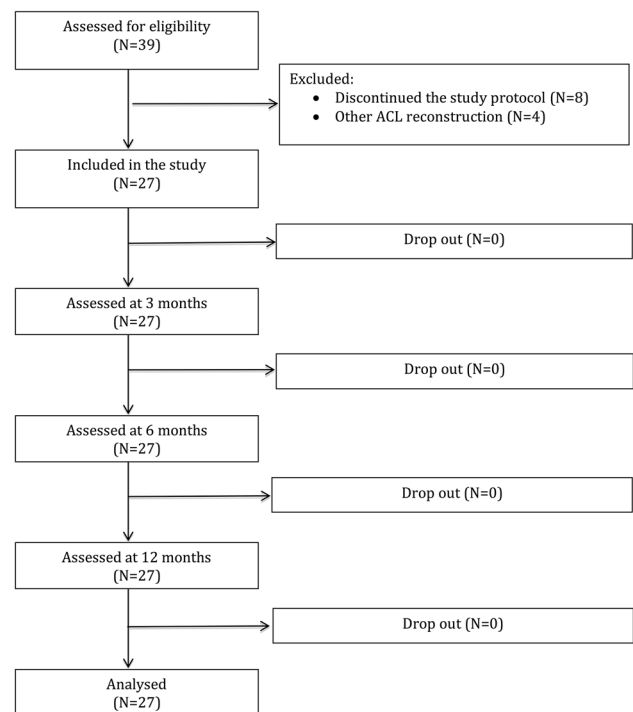 Assessed for eligibility
(N=39)
Excluded:
• Discontinued the study protocol (N=8)
• Other ACL reconstruction (N=4)
Included in the study
(N=27)
Drop out (N=0)
Assessed at 3 months
(N=27)
Drop out (N=0)
Assessed at 6 months
(N=27)
Drop out (N=0)
Assessed at 12 months
(N=27)
Drop out (N=0)
Analysed
(N=27)